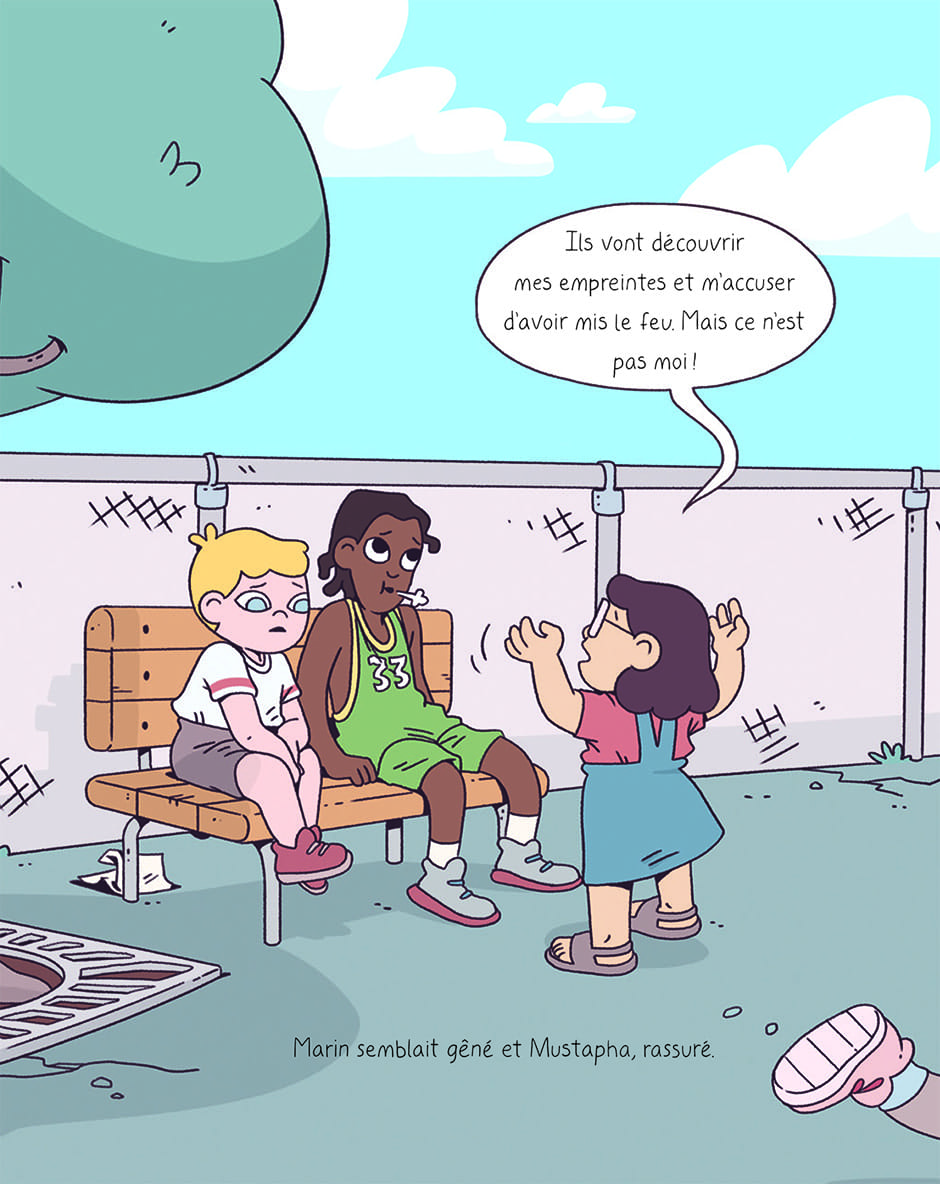 Ils vont découvrir
mes empreintes et m'accuser
d'avoir mis le feu. Mais ce n'est
pas moi !
33
Marin semblait gêné et Mustapha, rassuré.